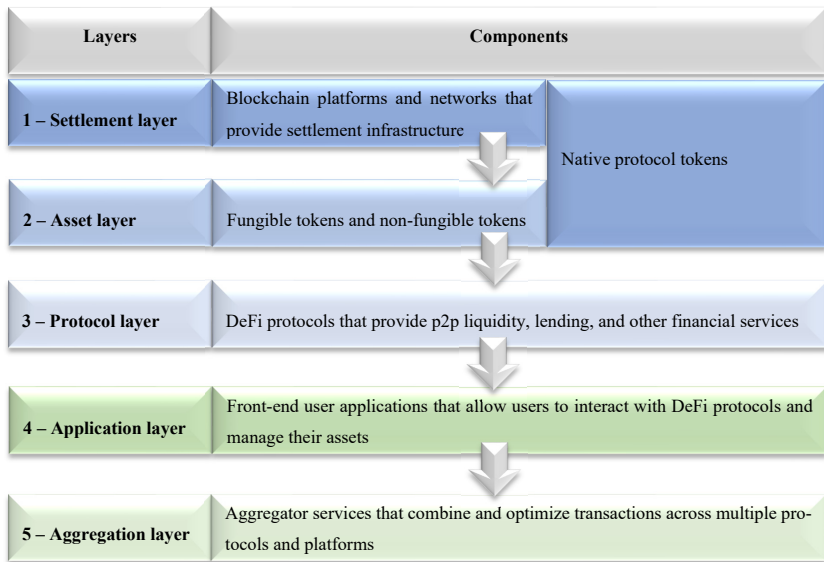 Layers
Components
1 – Settlement layer
Blockchain platforms and networks that
provide settlement infrastructure
Native protocol tokens
2 – Asset layer
Fungible tokens and non-fungible tokens
3 – Protocol layer
DeFi protocols that provide p2p liquidity, lending, and other financial services
4 – Application layer
Front-end user applications that allow users to interact with DeFi protocols and
manage their assets
5 – Aggregation layer
Aggregator services that combine and optimize transactions across multiple pro-
tocols and platforms